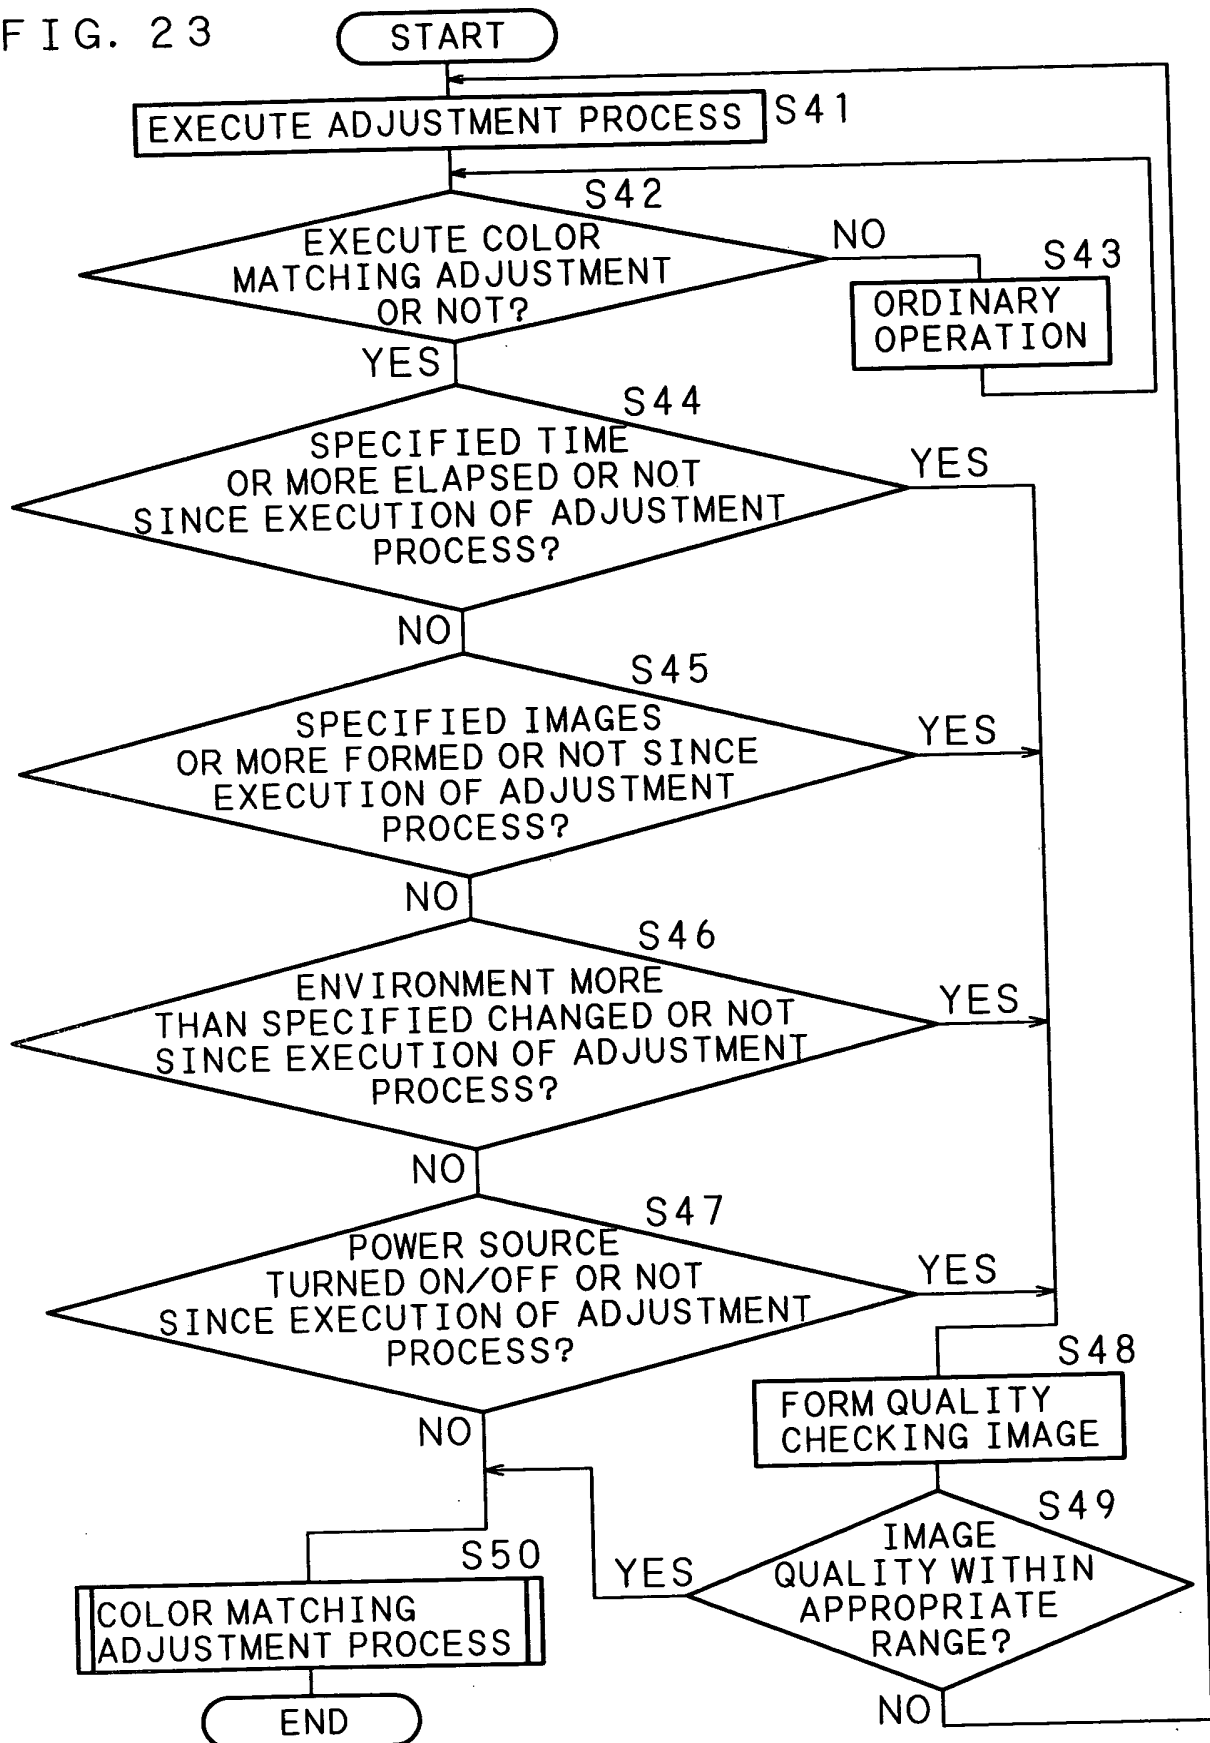 FIG. 23
START
EXECUTE ADJUSTMENT PROCESS
S41
S42
EXECUTE COLOR
MATCHING ADJUSTMENT
OR NOT?
NO
S43
ORDINARY
OPERATION
YES
S44
SPECIFIED TIME
OR MORE ELAPSED OR NOT
SINCE EXECUTION OF ADJUSTMENT
PROCESS?
YES
NO
S45
SPECIFIED IMAGES
OR MORE FORMED OR NOT SINCE
EXECUTION OF ADJUSTMENT
PROCESS?
YES
NO
S46
ENVIRONMENT MORE
THAN SPECIFIED CHANGED OR NOT
SINCE EXECUTION OF ADJUSTMENT
PROCESS?
YES
NO
S47
POWER SOURCE
TURNED ON/OFF OR NOT
SINCE EXECUTION OF ADJUSTMENT
PROCESS?
YES
NO
S48
FORM QUALITY
CHECKING IMAGE
S49
IMAGE
QUALITY WITHIN
APPROPRIATE
RANGE?
YES
NO
S50
COLOR MATCHING
ADJUSTMENT PROCESS
END